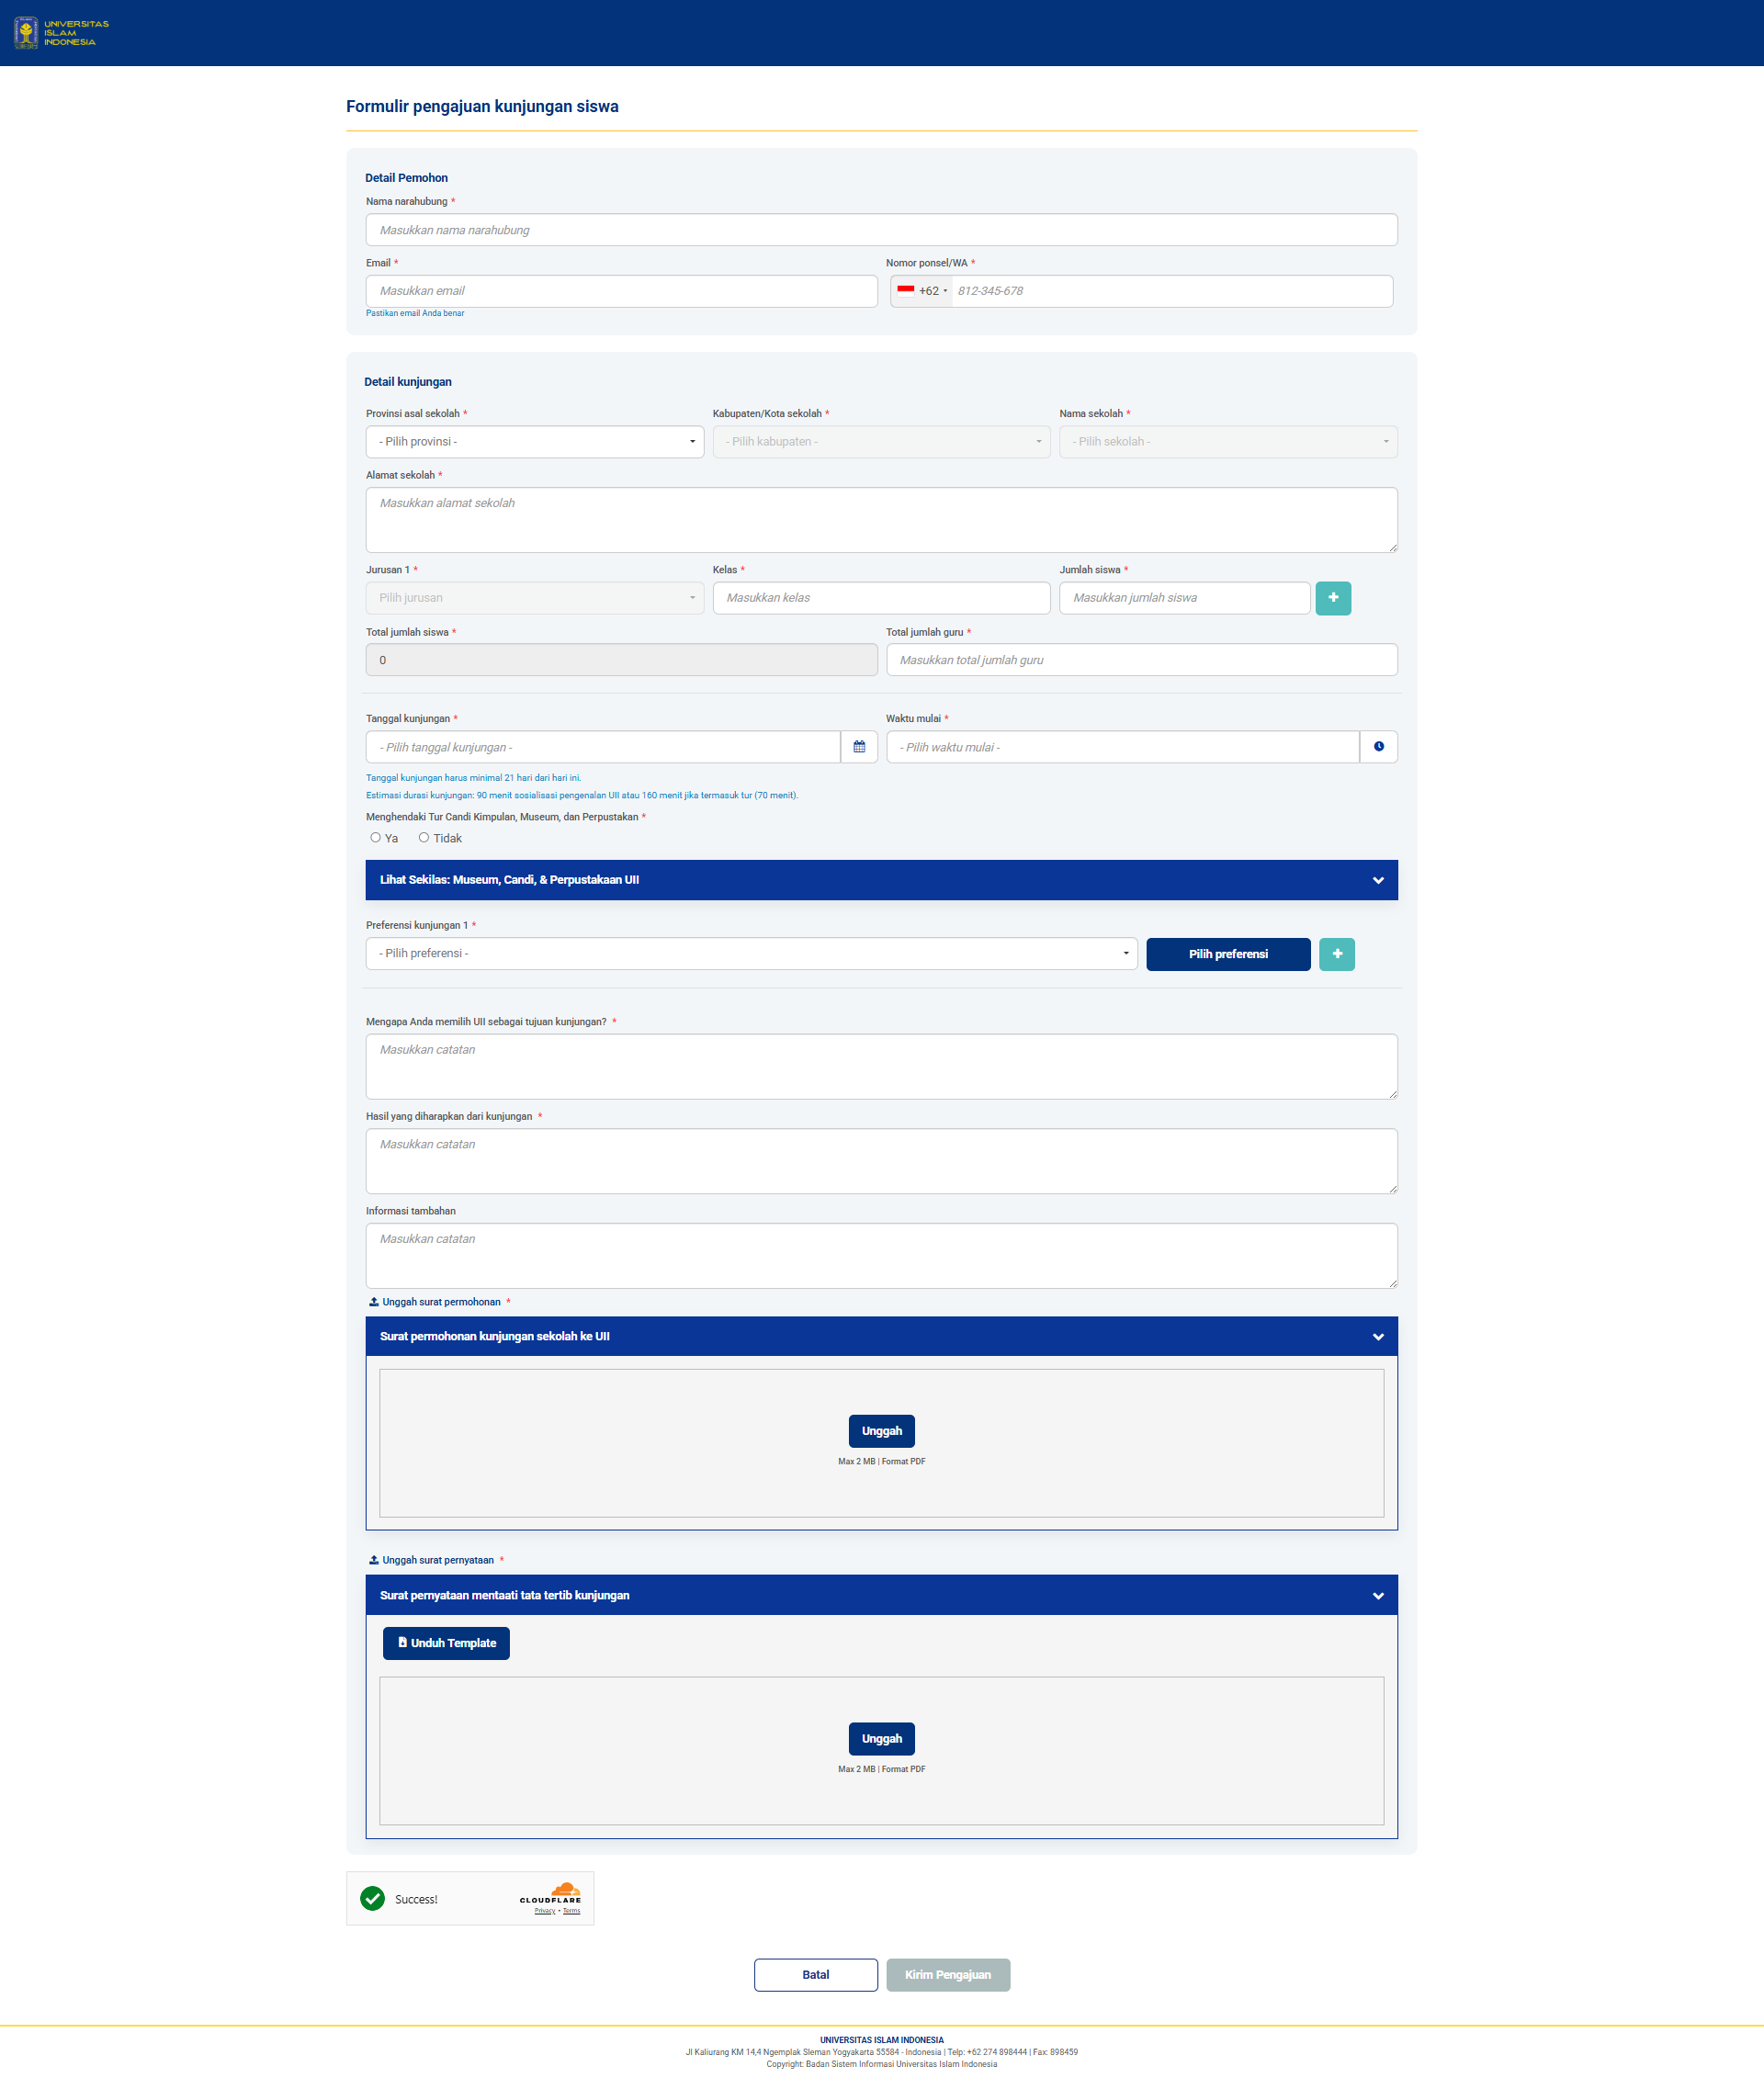 UNIVERSITAS
ISLAM
INDONESIA
Formulir pengajuan kunjungan siswa
Detail Pemohon
Nama narahubung *
Masukkan nama narahubung
Email * Nomor ponsel/WA *
Masukkan email +62 812-345-678
Pastikan email Anda benar
Detail kunjungan
Provinsi asal sekolah * Kabupaten/Kota sekolah * Nama sekolah *
- Pilih provinsi - - Pilih kabupaten - - Pilih sekolah -
Alamat sekolah *
Masukkan alamat sekolah
Jurusan 1 * Kelas * Jumlah siswa *
Pilih jurusan Masukkan kelas Masukkan jumlah siswa +
Total jumlah siswa * Total jumlah guru *
0 Masukkan total jumlah guru
Tanggal kunjungan * Waktu mulai *
- Pilih tanggal kunjungan - - Pilih waktu mulai -
Tanggal kunjungan harus minimal 21 hari dari hari ini.
Estimasi durasi kunjungan: 90 menit sosialisasi pengenalan UII atau 160 menit jika termasuk tur (70 menit).
Menghendaki Tur Candi Kimpulan, Museum, dan Perpustakan *
Ya Tidak
Lihat Sekilas: Museum, Candi, & Perpustakaan UII
Preferensi kunjungan 1 *
- Pilih preferensi - Pilih preferensi +
Mengapa Anda memilih UII sebagai tujuan kunjungan? *
Masukkan catatan
Hasil yang diharapkan dari kunjungan *
Masukkan catatan
Informasi tambahan
Masukkan catatan
Unggah surat permohonan *
Surat permohonan kunjungan sekolah ke UII
Unggah
Max 2 MB | Format PDF
Unggah surat pernyataan *
Surat pernyataan mentaati tata tertib kunjungan
Unduh Template
Unggah
Max 2 MB | Format PDF
Success! CLOUDFLARE
Privacy • Terms
Batal Kirim Pengajuan
UNIVERSITAS ISLAM INDONESIA
Jl Kaliurang KM 14,4 Ngemplak Sleman Yogyakarta 55584 - Indonesia | Telp: +62 274 898444 | Fax: 898459
Copyright: Badan Sistem Informasi Universitas Islam Indonesia